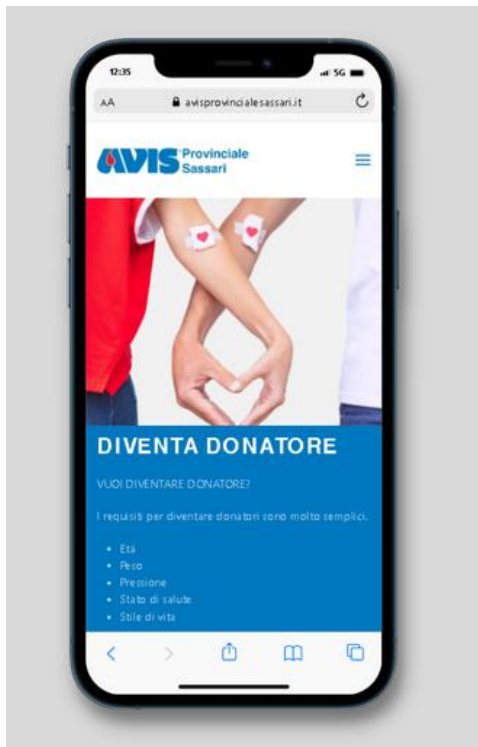 12:35
5G
AA
avisprovincialesassari.it
AVIS Provinciale
Sassari
DIVENTA DONATORE
VUOI DIVENTARE DONATORE?
I requisiti per diventare donatori sono molto semplici.
• Età
• Peso
• Pressione
• Stato di salute
• Stile di vita